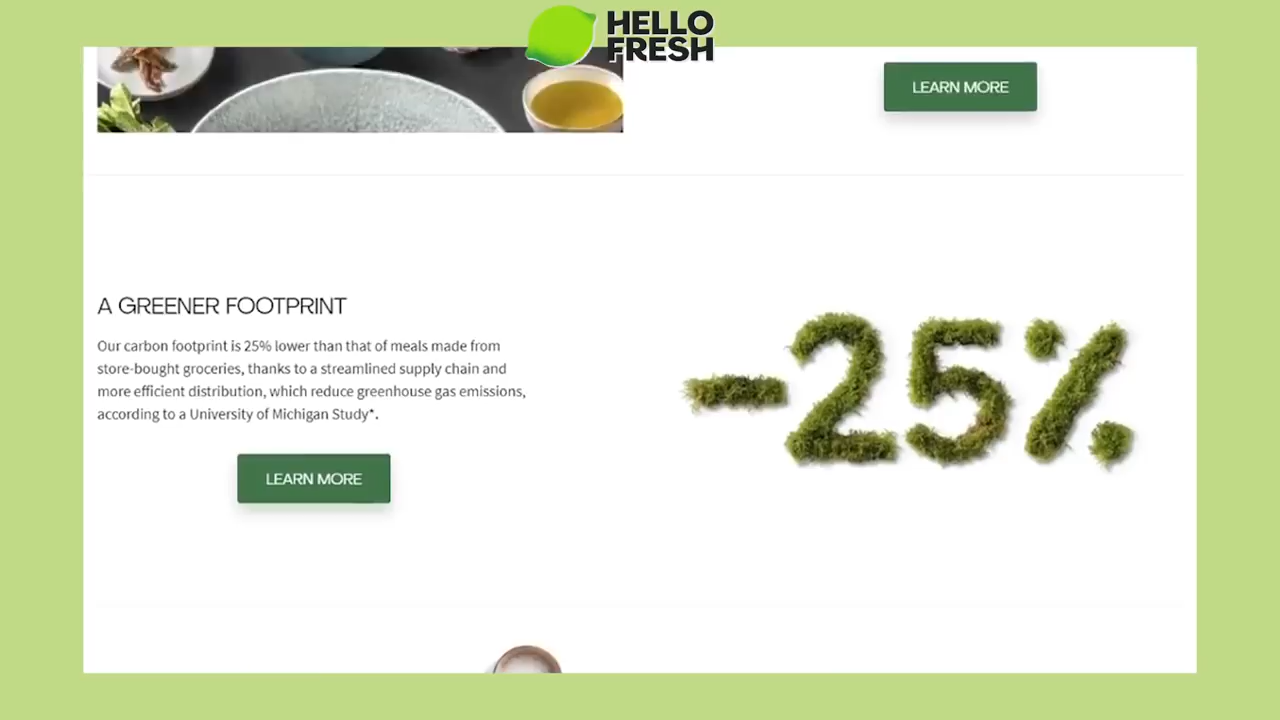 HELLO
FRESH
LEARN MORE
A GREENER FOOTPRINT
Our carbon footprint is 25% lower than that of meals made from
store-bought groceries, thanks to a streamlined supply chain and
more efficient distribution, which reduce greenhouse gas emissions,
according to a University of Michigan Study*.
LEARN MORE
-25%